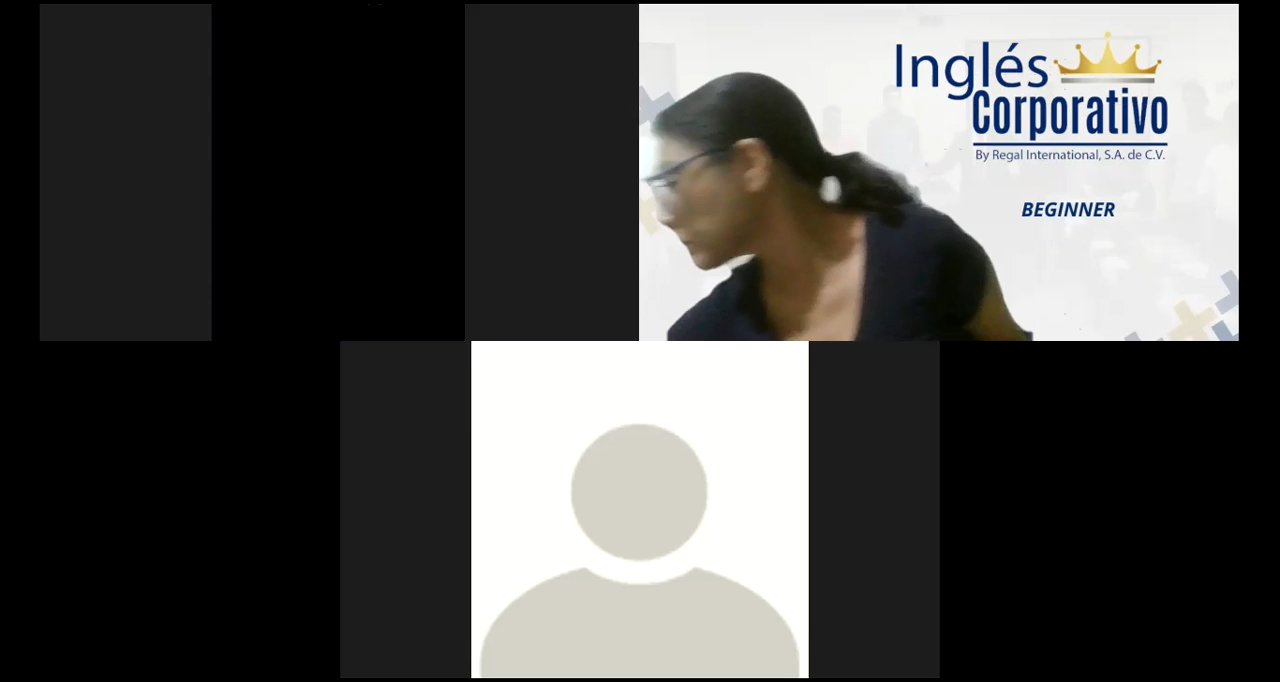 Inglés
Corporativo
By Regal International, S.A. de C.V.
BEGINNER